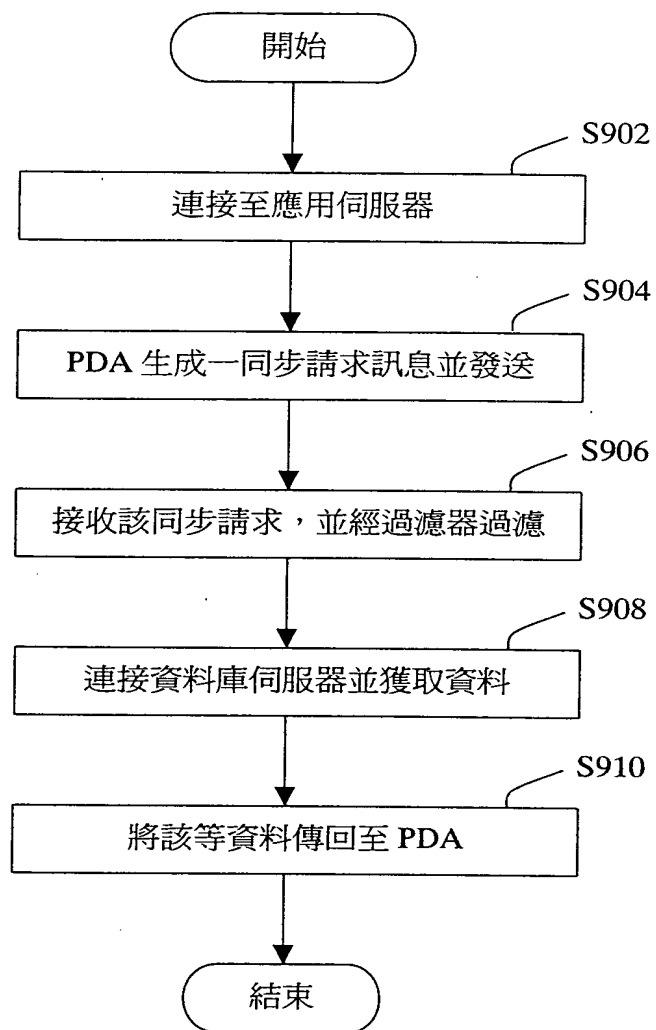 開始
S902
連接至應用伺服器
S904
PDA 生成一同步請求訊息並發送
S906
接收該同步請求，並經過濾器過濾
S908
連接資料庫伺服器並獲取資料
S910
將該等資料傳回至 PDA
結束